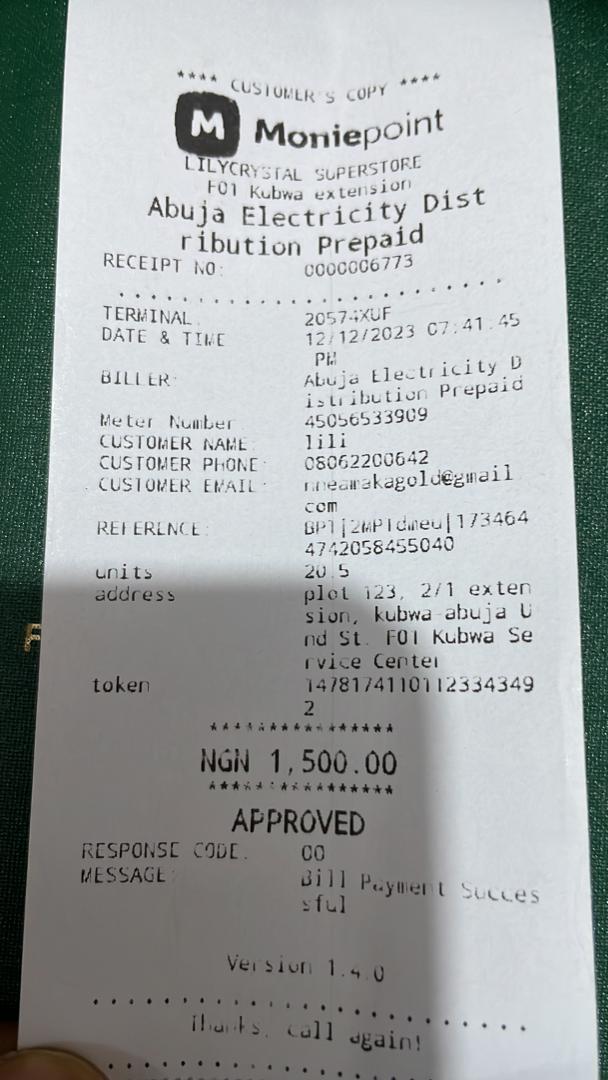 **** CUSTOMER'S COPY ****
M Moniepoint
LILYCRYSTAL SUPERSTORE
F01 Kubwa extension
Abuja Electricity Dist
ribution Prepaid
RECEIPT NO: 0000006773
TERMINAL: 20574XUF
DATE & TIME 12/12/2023 07:41:45
PM
BILLER: Abuja Electricity D
istribution Prepaid
Meter Number: 45056533909
CUSTOMER NAME: lili
CUSTOMER PHONE: 08062200642
CUSTOMER EMAIL: nneamakagold@gmail
com
REFERENCE: 173464
4742058455040
units 20.5
address plot 123, 2/1 exten
sion, kubwa abuja U
nd St. F01 Kubwa Se
rvice Center
token 1478174110112334349
2
****************
NGN 1,500.00
****************
APPROVED
RESPONSE CODE: 00
MESSAGE: Bill Payment Succes
sful
Version 1.4.0
Thanks, call again!